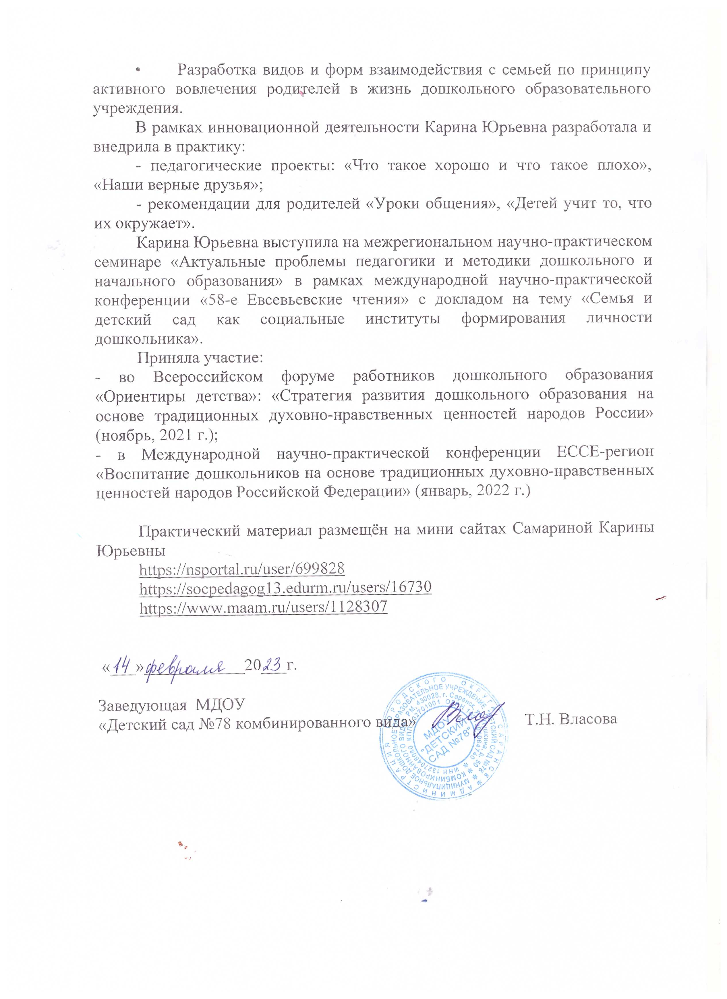 • Разработка видов и форм взаимодействия с семьей по принципу
активного вовлечения родителей в жизнь дошкольного образовательного
учреждения.
В рамках инновационной деятельности Карина Юрьевна разработала и
внедрила в практику:
- педагогические проекты: «Что такое хорошо и что такое плохо»,
«Наши верные друзья»;
- рекомендации для родителей «Уроки общения», «Детей учит то, что
их окружает».
Карина Юрьевна выступила на межрегиональном научно-практическом
семинаре «Актуальные проблемы педагогики и методики дошкольного и
начального образования» в рамках международной научно-практической
конференции «58-е Евсевьевские чтения» с докладом на тему «Семья и
детский сад как социальные институты формирования личности
дошкольника».
Приняла участие:
- во Всероссийском форуме работников дошкольного образования
«Ориентиры детства»: «Стратегия развития дошкольного образования на
основе традиционных духовно-нравственных ценностей народов России»
(ноябрь, 2021 г.);
- в Международной научно-практической конференции ECCE-регион
«Воспитание дошкольников на основе традиционных духовно-нравственных
ценностей народов Российской Федерации» (январь, 2022 г.)
Практический материал размещён на мини сайтах Самариной Карины
Юрьевны
https://nsportal.ru/user/699828
https://socpedagog13.edurm.ru/users/16730
https://www.maam.ru/users/1128307
«14» февраля 2023 г.
Заведующая МДОУ
«Детский сад №78 комбинированного вида» Т.Н. Власова
АДМИНИСТРАЦИЯ ГОРОДСКОГО ОКРУГА САРАНСК
МУНИЦИПАЛЬНОЕ ДОШКОЛЬНОЕ ОБРАЗОВАТЕЛЬНОЕ УЧРЕЖДЕНИЕ "ДЕТСКИЙ САД №78
КОМБИНИРОВАННОГО ВИДА" РМ, 430028, г. Саранск, д. 50
ИНН 1327048080 КПП 132701001
МДОУ
"ДЕТСКИЙ
САД №78"